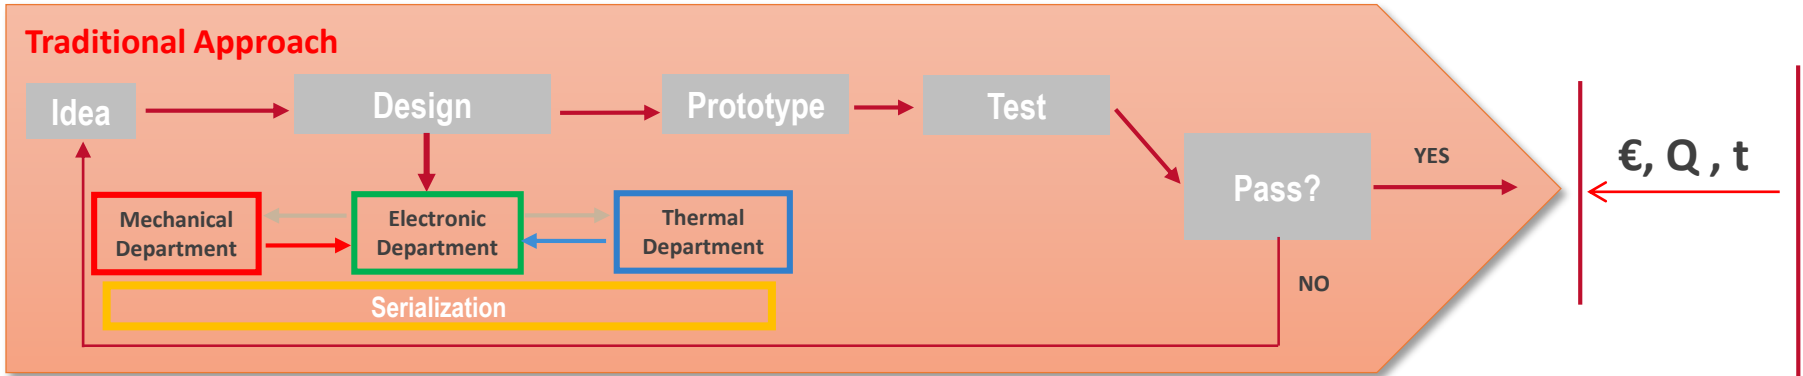 Traditional Approach
Idea
Design
Prototype
Test
Pass?
YES
NO
Mechanical
Department
Electronic
Department
Thermal
Department
Serialization
€, Q , t